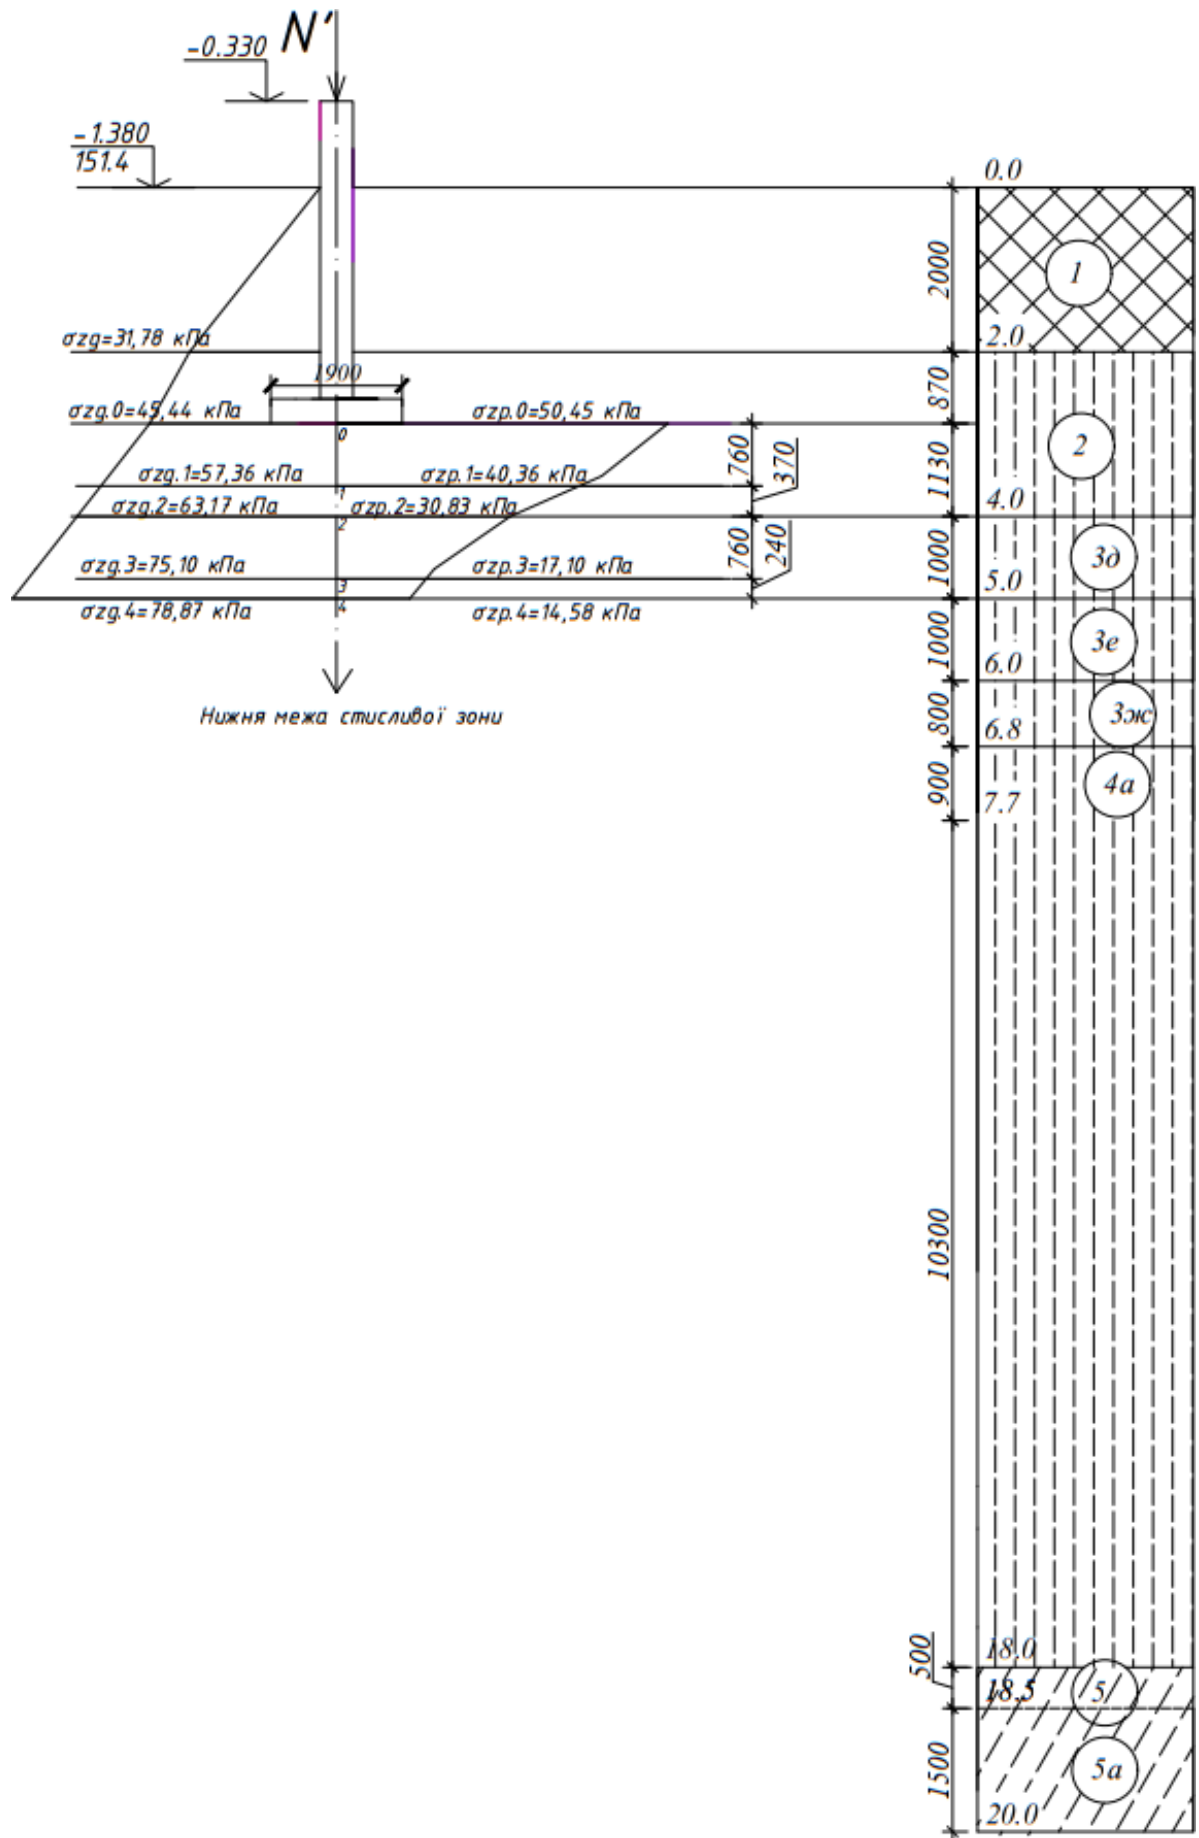 N'
-0.330
-1.380
151.4
0.0
2000
1
σzg=31,78 кПа
2.0
1900
870
σzg.0=45,44 кПа
σzp.0=50,45 кПа
0
760
370
1130
2
σzg.1=57,36 кПа
σzp.1=40,36 кПа
1
σzg.2=63,17 кПа
σzp.2=30,83 кПа
4.0
2
760
240
1000
3д
σzg.3=75,10 кПа
σzp.3=17,10 кПа
3
5.0
σzg.4=78,87 кПа
4
σzp.4=14,58 кПа
1000
3е
6.0
Нижня межа стисливої зони
800
3ж
6.8
900
4а
7.7
10300
500
18.0
18.5
5
1500
5а
20.0